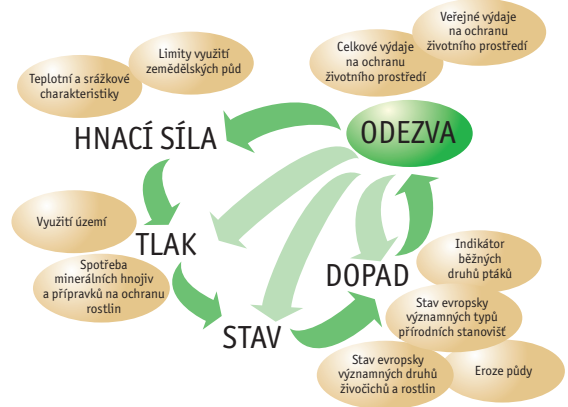 Veřejné výdaje
na ochranu
životního prostředí
Celkové výdaje
na ochranu
životního prostředí
Limity využití
zemědělských půd
Teplotní a srážkové
charakteristiky
HNACÍ SÍLA
ODEZVA
Využití území
TLAK
Spotřeba
minerálních hnojiv
a přípravků na ochranu
rostlin
STAV
DOPAD
Indikátor
běžných
druhů ptáků
Stav evropsky
významných typů
přírodních stanovišť
Stav evropsky
významných druhů
živočichů a rostlin
Eroze půdy